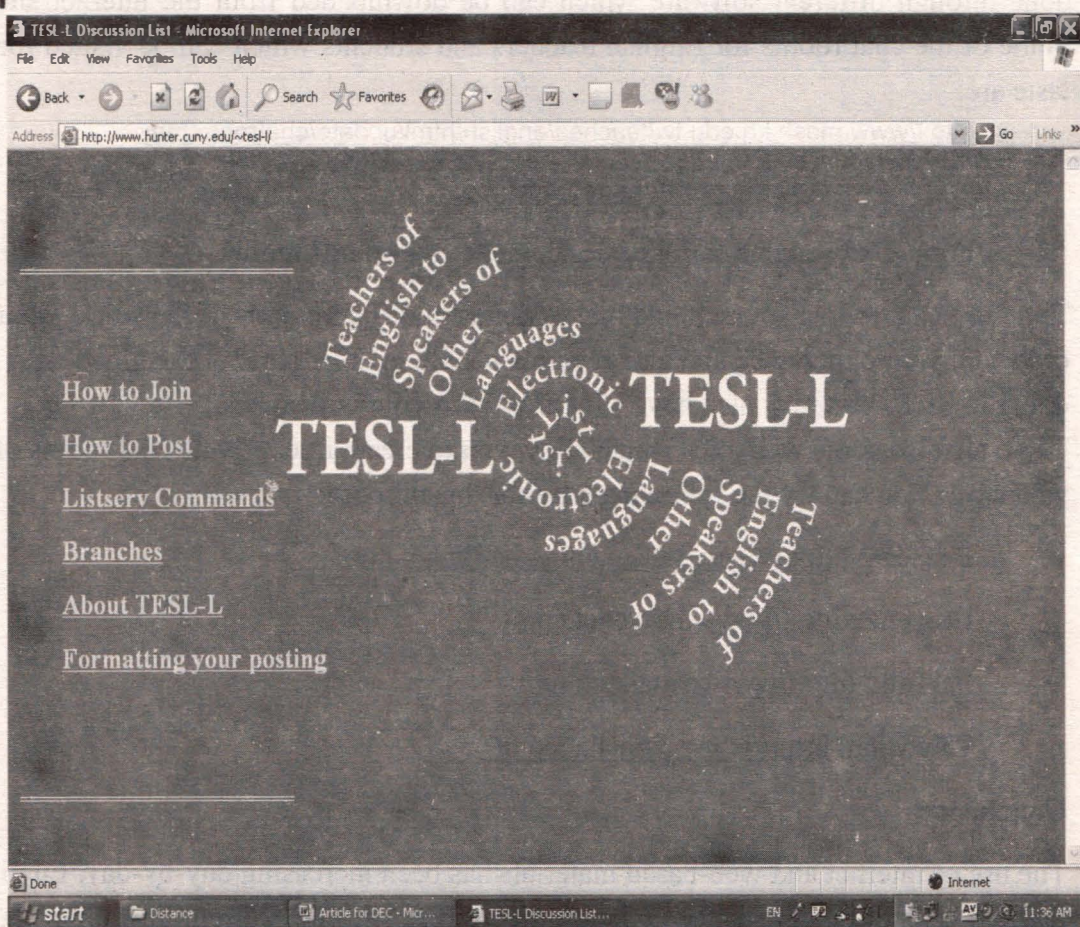 TESL-L Discussion List - Microsoft Internet Explorer
File Edit View Favorites Tools Help
Back Search Favorites
Address http://www.hunter.cuny.edu/~tesl-l/ Go Links »
Teachers of
English to
Speakers of
Other
Languages
Electronic
List
TESL-L
TESL-L
List
Electronic
Languages
Other
Speakers of
English to
Teachers of
How to Join
How to Post
Listserv Commands
Branches
About TESL-L
Formatting your posting
Done Internet
start Distance Article for DEC - Micr... TESL-L Discussion List... EN AV 11:36 AM